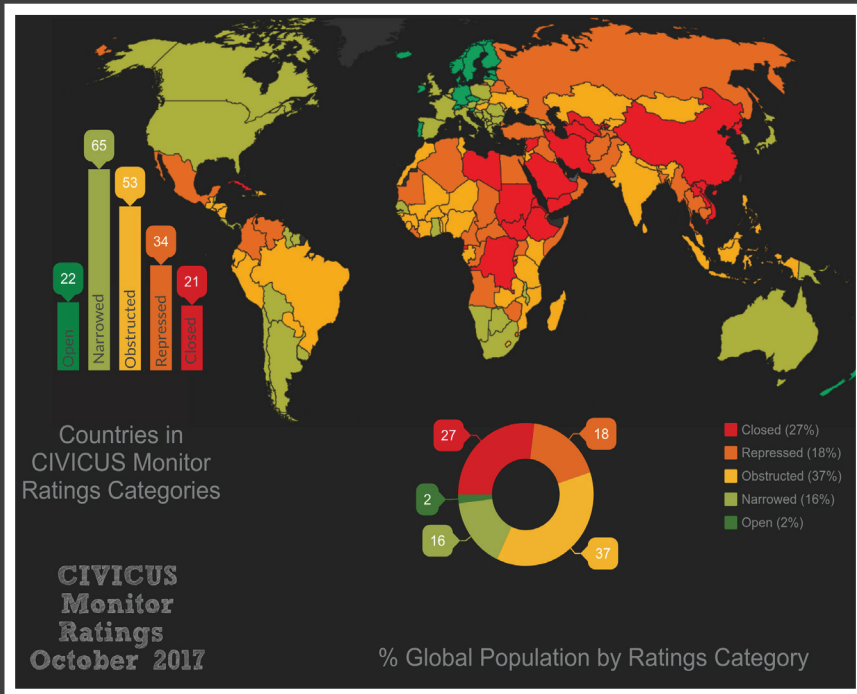 65
53
34
22
21
Open
Narrowed
Obstructed
Repressed
Closed
Countries in
CIVICUS Monitor
Ratings Categories
27
18
2
16
37
Closed (27%)
Repressed (18%)
Obstructed (37%)
Narrowed (16%)
Open (2%)
CIVICUS
Monitor
Ratings
October 2017
% Global Population by Ratings Category